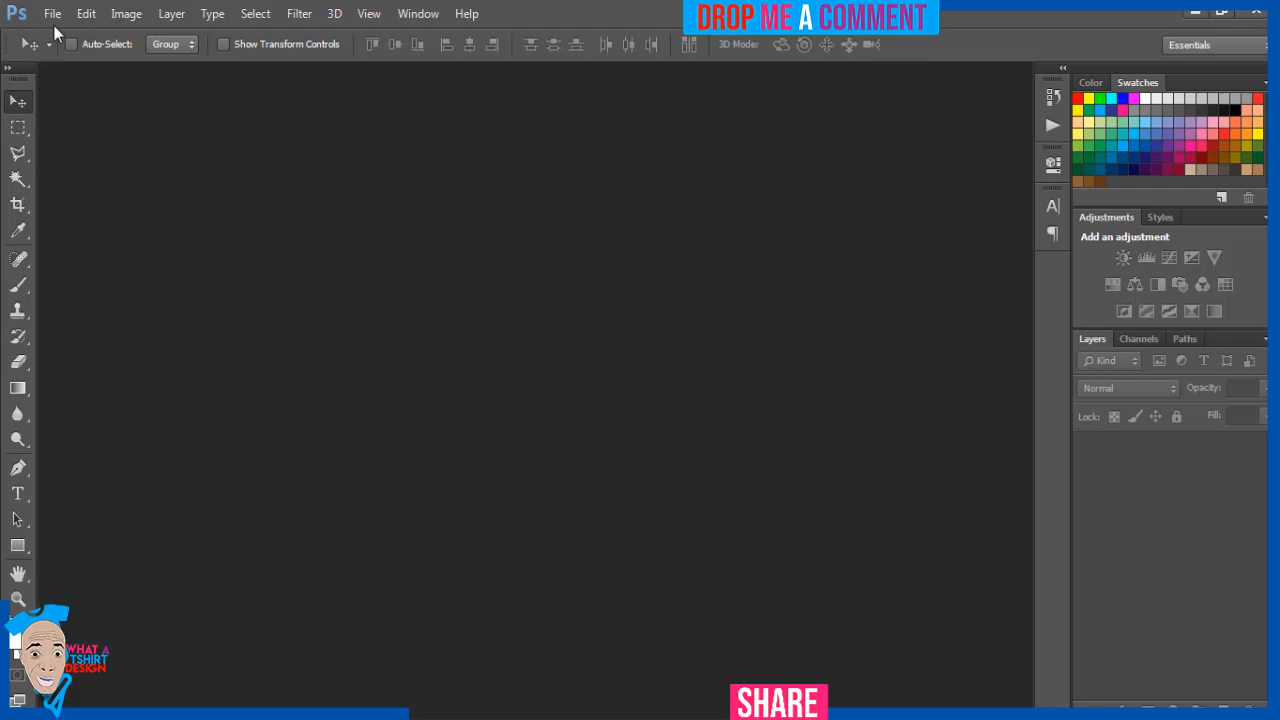 Ps File Edit Image Layer Type Select Filter 3D View Window Help
DROP ME A COMMENT
Auto-Select: Group Show Transform Controls 3D Mode: Essentials
Color Swatches
Adjustments Styles
Add an adjustment
Layers Channels Paths
Kind
Normal Opacity:
Lock: Fill:
WHAT A
TSHIRT
DESIGN
SHARE